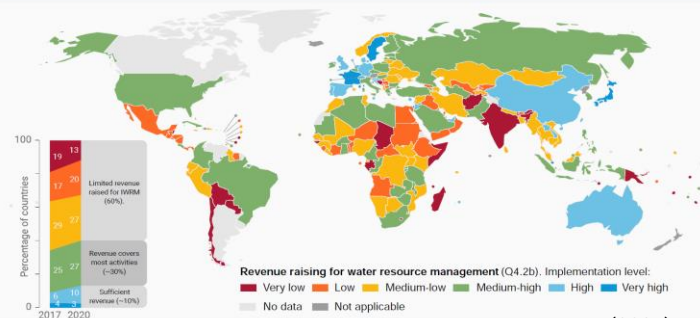 100
Percentage of countries
0
19 13
17 20
29 27
25 27
6 10
4 3
2017 2020
Limited revenue
raised for IWRM
(60%).
Revenue covers
most activities
(~30%)
Sufficient
revenue (~10%)
Revenue raising for water resource management (Q4.2b). Implementation level:
Very low Low Medium-low Medium-high High Very high
No data Not applicable